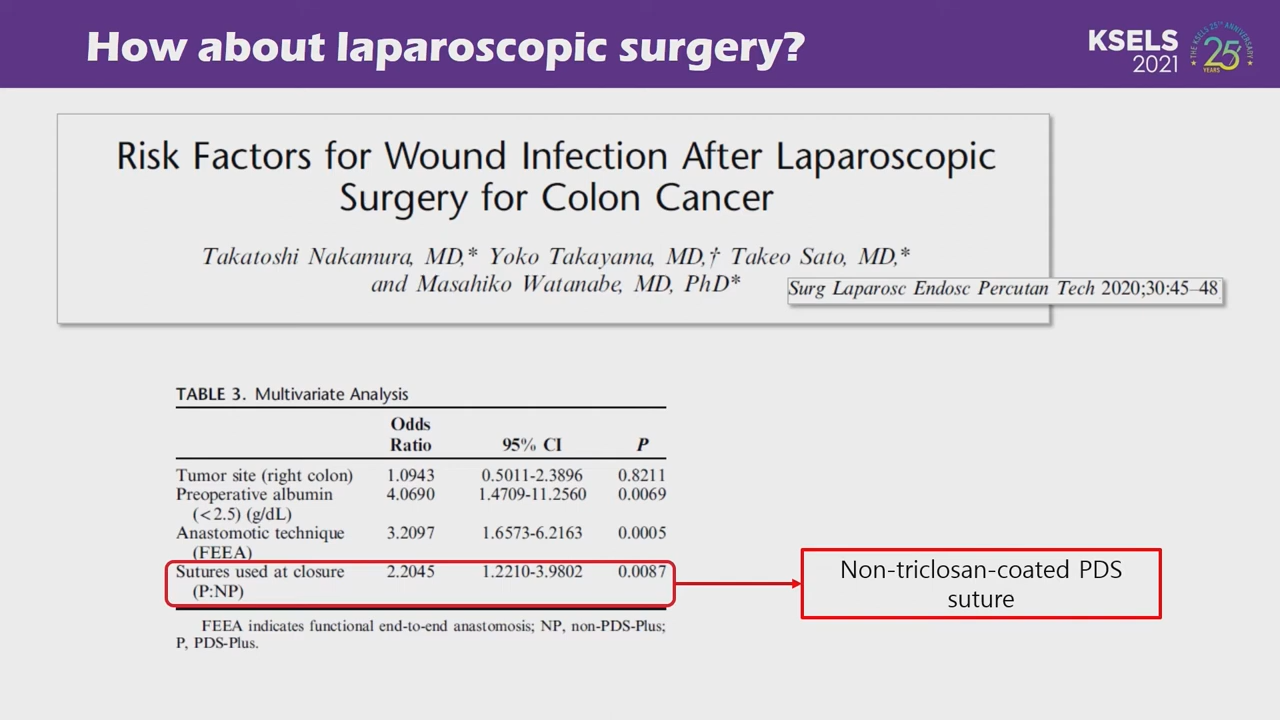 How about laparoscopic surgery?
KSELS
2021
THE KSELS 25TH ANNIVERSARY
25
YEARS
Risk Factors for Wound Infection After Laparoscopic
Surgery for Colon Cancer
Takatoshi Nakamura, MD,* Yoko Takayama, MD,† Takeo Sato, MD,*
and Masahiko Watanabe, MD, PhD*
Surg Laparosc Endosc Percutan Tech 2020;30:45–48
TABLE 3. Multivariate Analysis
Odds
Ratio 95% CI P
Tumor site (right colon) 1.0943 0.5011-2.3896 0.8211
Preoperative albumin 4.0690 1.4709-11.2560 0.0069
(<2.5) (g/dL)
Anastomotic technique 3.2097 1.6573-6.2163 0.0005
(FEEA)
Sutures used at closure 2.2045 1.2210-3.9802 0.0087
(P:NP)
Non-triclosan-coated PDS
suture
FEEA indicates functional end-to-end anastomosis; NP, non-PDS-Plus;
P, PDS-Plus.